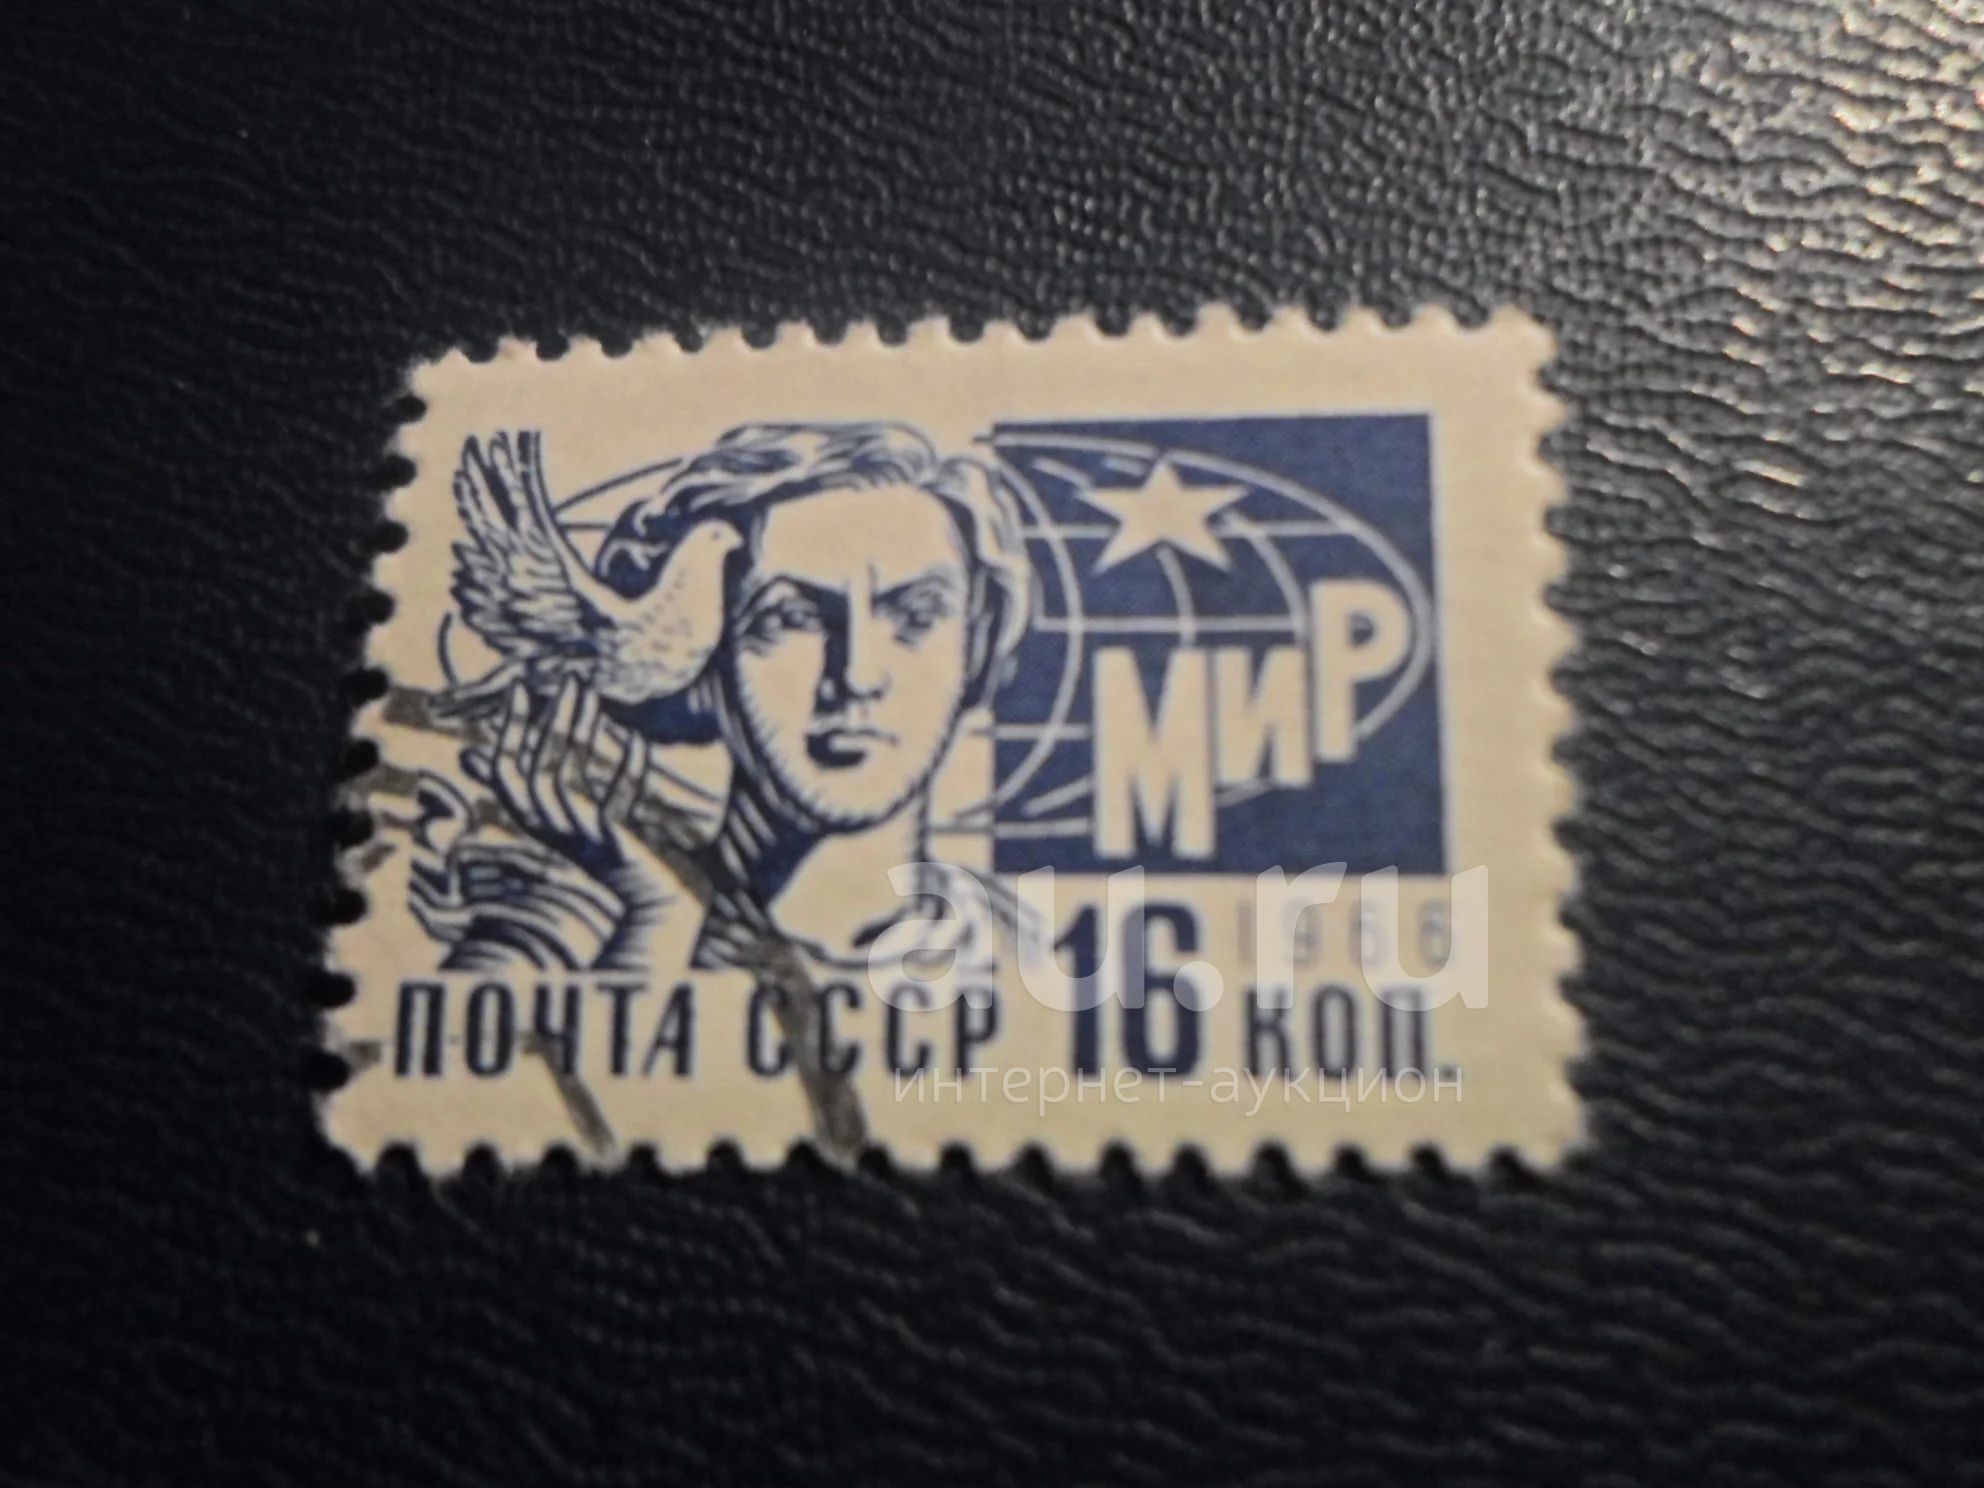 МИР
1966
ПОЧТА СССР 16 КОП.
au.ru
интернет-аукцион